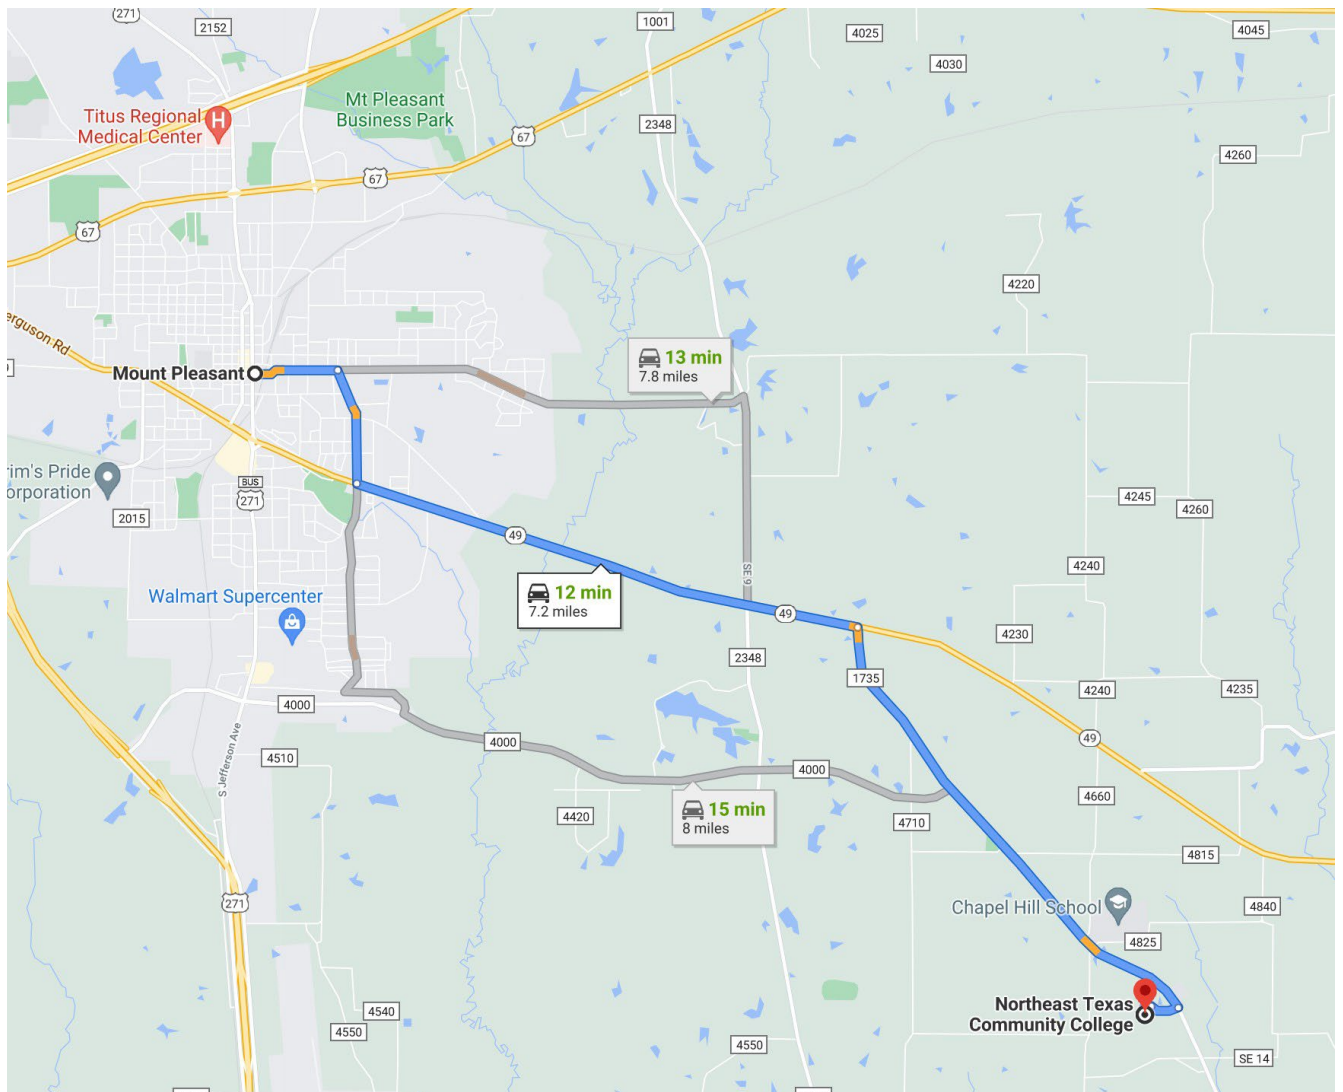 271
2152
1001
4025
4045
4030
Titus Regional
Medical Center
H
Mt Pleasant
Business Park
67
2348
4260
67
67
4220
erguson Rd
Mount Pleasant
13 min
7.8 miles
rim's Pride
orporation
BUS
271
2015
49
4245
4260
SE 9
4240
12 min
7.2 miles
Walmart Supercenter
49
4230
2348
1735
4240
4235
4000
S Jefferson Ave
4510
4000
4000
49
15 min
8 miles
4420
4710
4660
4815
271
Chapel Hill School
4840
4825
Northeast Texas
Community College
4540
4550
4550
SE 14